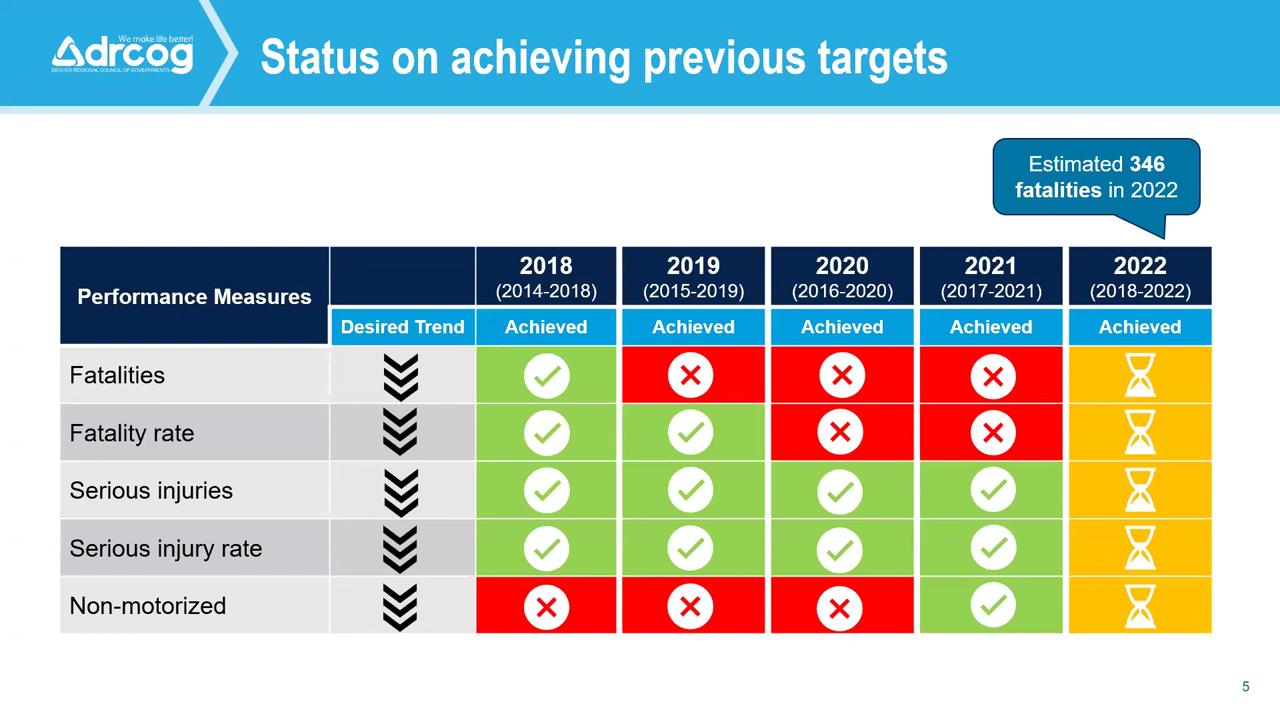 We make life better!
drcog
DENVER REGIONAL COUNCIL OF GOVERNMENTS
Status on achieving previous targets
Estimated 346
fatalities in 2022
Performance Measures
2018
(2014-2018)
2019
(2015-2019)
2020
(2016-2020)
2021
(2017-2021)
2022
(2018-2022)
Desired Trend
Achieved
Achieved
Achieved
Achieved
Achieved
Fatalities
Fatality rate
Serious injuries
Serious injury rate
Non-motorized
5